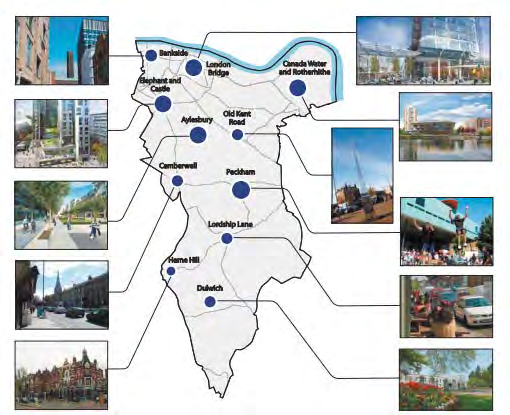 Bankside
London
Bridge
Canada Water
and Rotherhithe
Elephant and
Castle
Aylesbury
Old Kent
Road
Camberwell
Peckham
Lordship Lane
Herne Hill
Dulwich